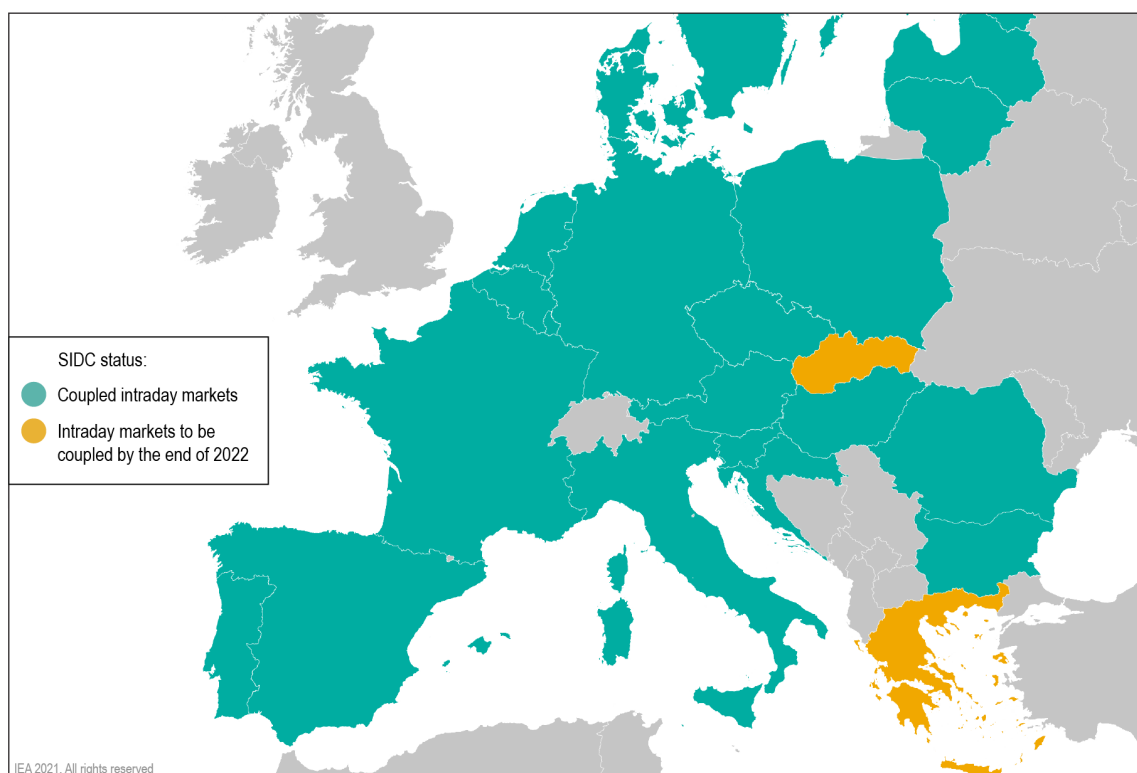 SIDC status:
Coupled intraday markets
Intraday markets to be
coupled by the end of 2022
IEA 2021. All rights reserved